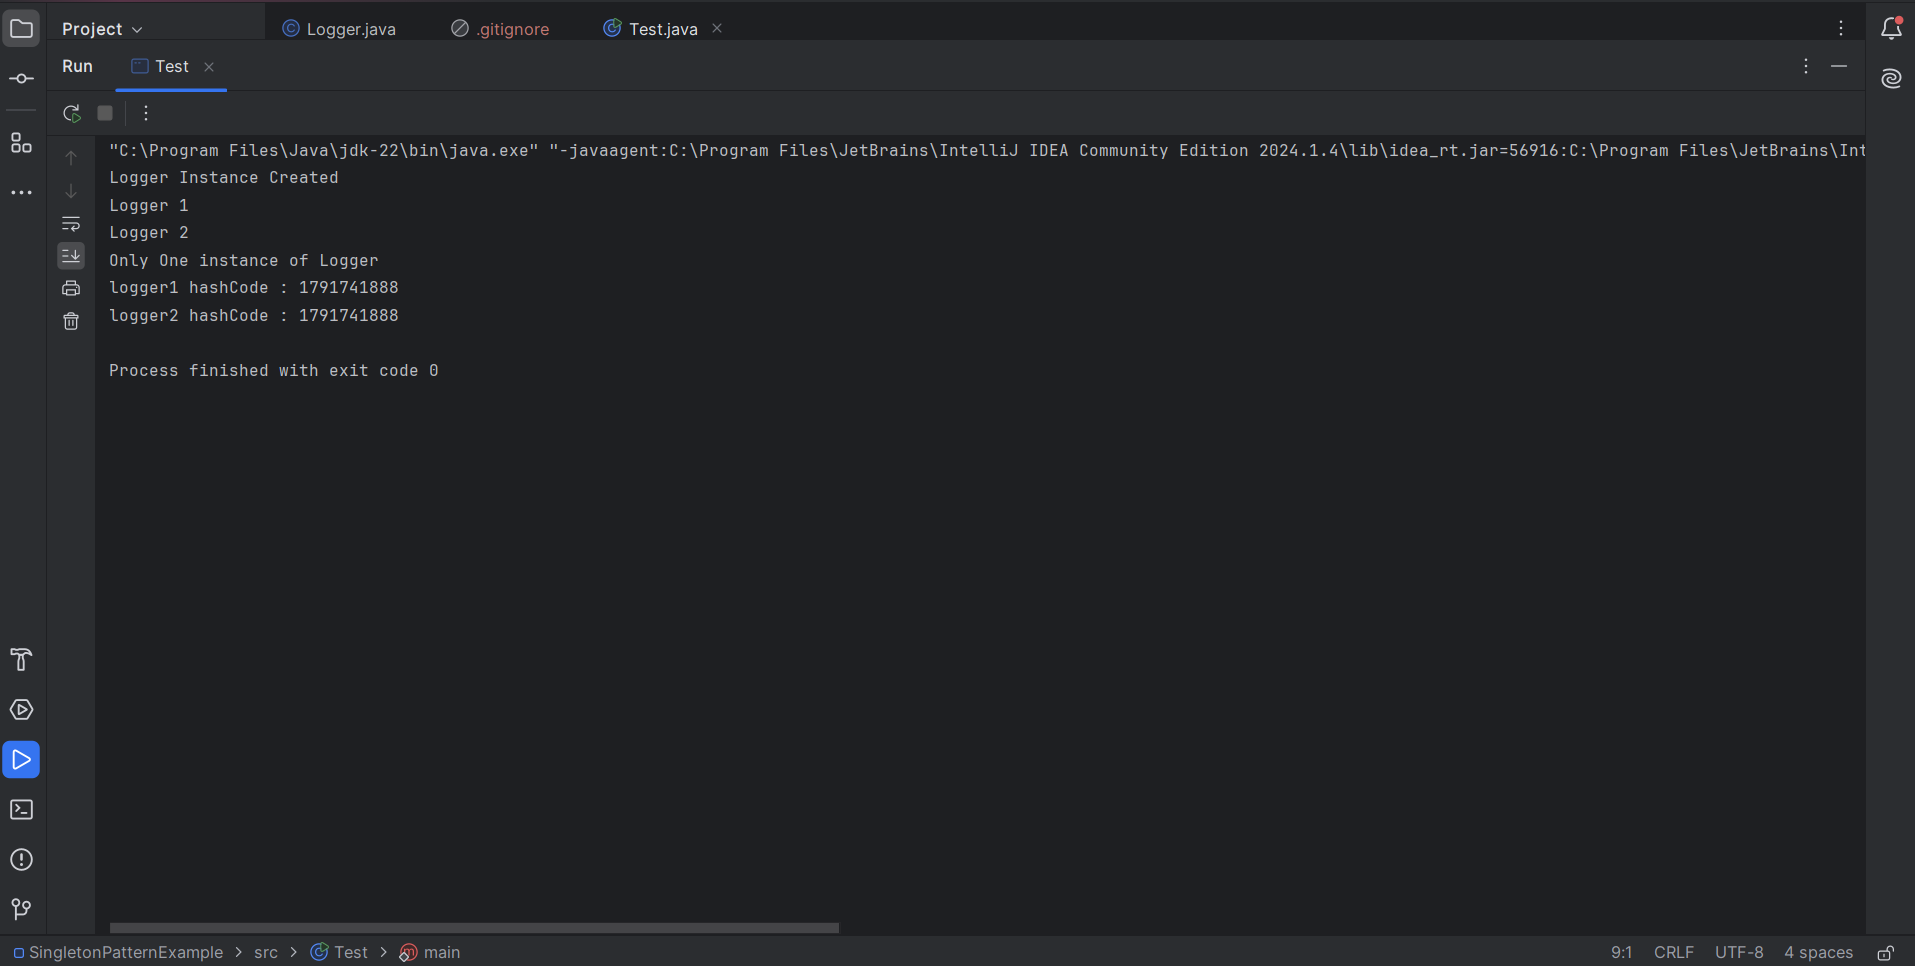 Project
Logger.java
.gitignore
Test.java
Run
Test
"C:\Program Files\Java\jdk-22\bin\java.exe" "-javaagent:C:\Program Files\JetBrains\IntelliJ IDEA Community Edition 2024.1.4\lib\idea_rt.jar=56916:C:\Program Files\JetBrains\Int
Logger Instance Created
Logger 1
Logger 2
Only One instance of Logger
logger1 hashCode : 1791741888
logger2 hashCode : 1791741888
Process finished with exit code 0
SingletonPatternExample > src > Test > main
9:1 CRLF UTF-8 4 spaces